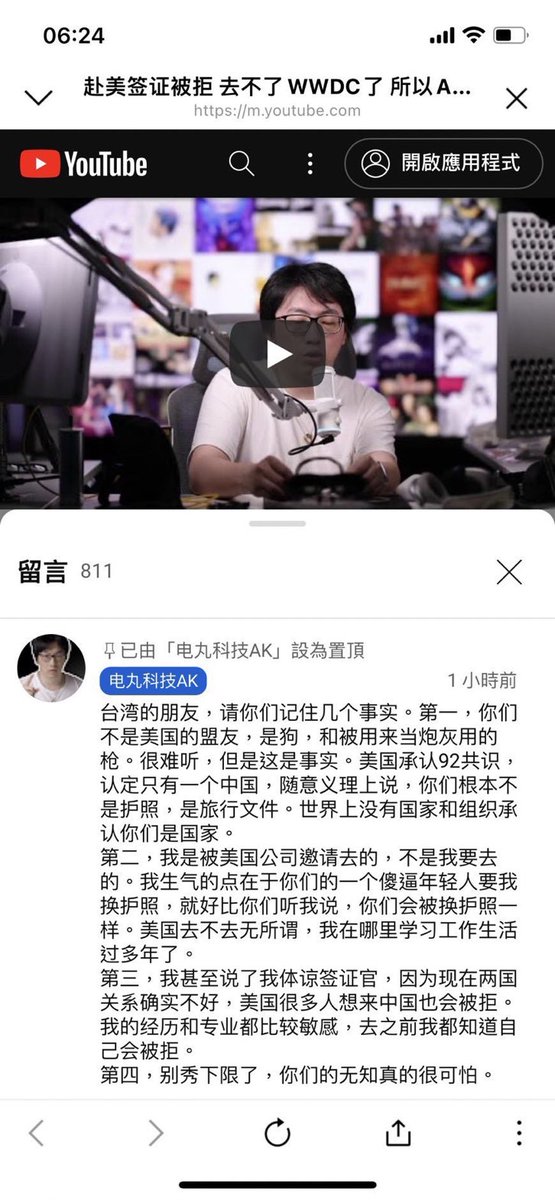 06:24
赴美签证被拒 去不了WWDC了 所以A...
https://m.youtube.com
YouTube
開啟應用程式
留言 811
已由「电丸科技AK」設為置頂
电丸科技AK
1 小時前
台湾的朋友，请你们记住几个事实。第一，你们
不是美国的盟友，是狗，和被用来当炮灰用的
枪。很难听，但是这是事实。美国承认92共识，
认定只有一个中国，随意义理上说，你们根本不
是护照，是旅行文件。世界上没有国家和组织承
认你们是国家。
第二，我是被美国公司邀请去的，不是我要去
的。我生气的点在于你们的一个傻逼年轻人要我
换护照，就好比你们听我说，你们会被换护照一
样。美国去不去无所谓，我在哪里学习工作生活
过多年了。
第三，我甚至说了我体谅签证官，因为现在两国
关系确实不好，美国很多人想来中国也会被拒。
我的经历和专业都比较敏感，去之前我都知道自
己会被拒。
第四，别秀下限了，你们的无知真的很可怕。